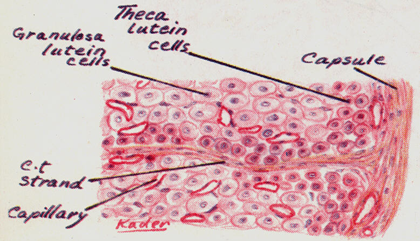 Theca
lutein
cells
Granulosa
lutein
cells
Capsule
C.t
strand
Capillary
Kader